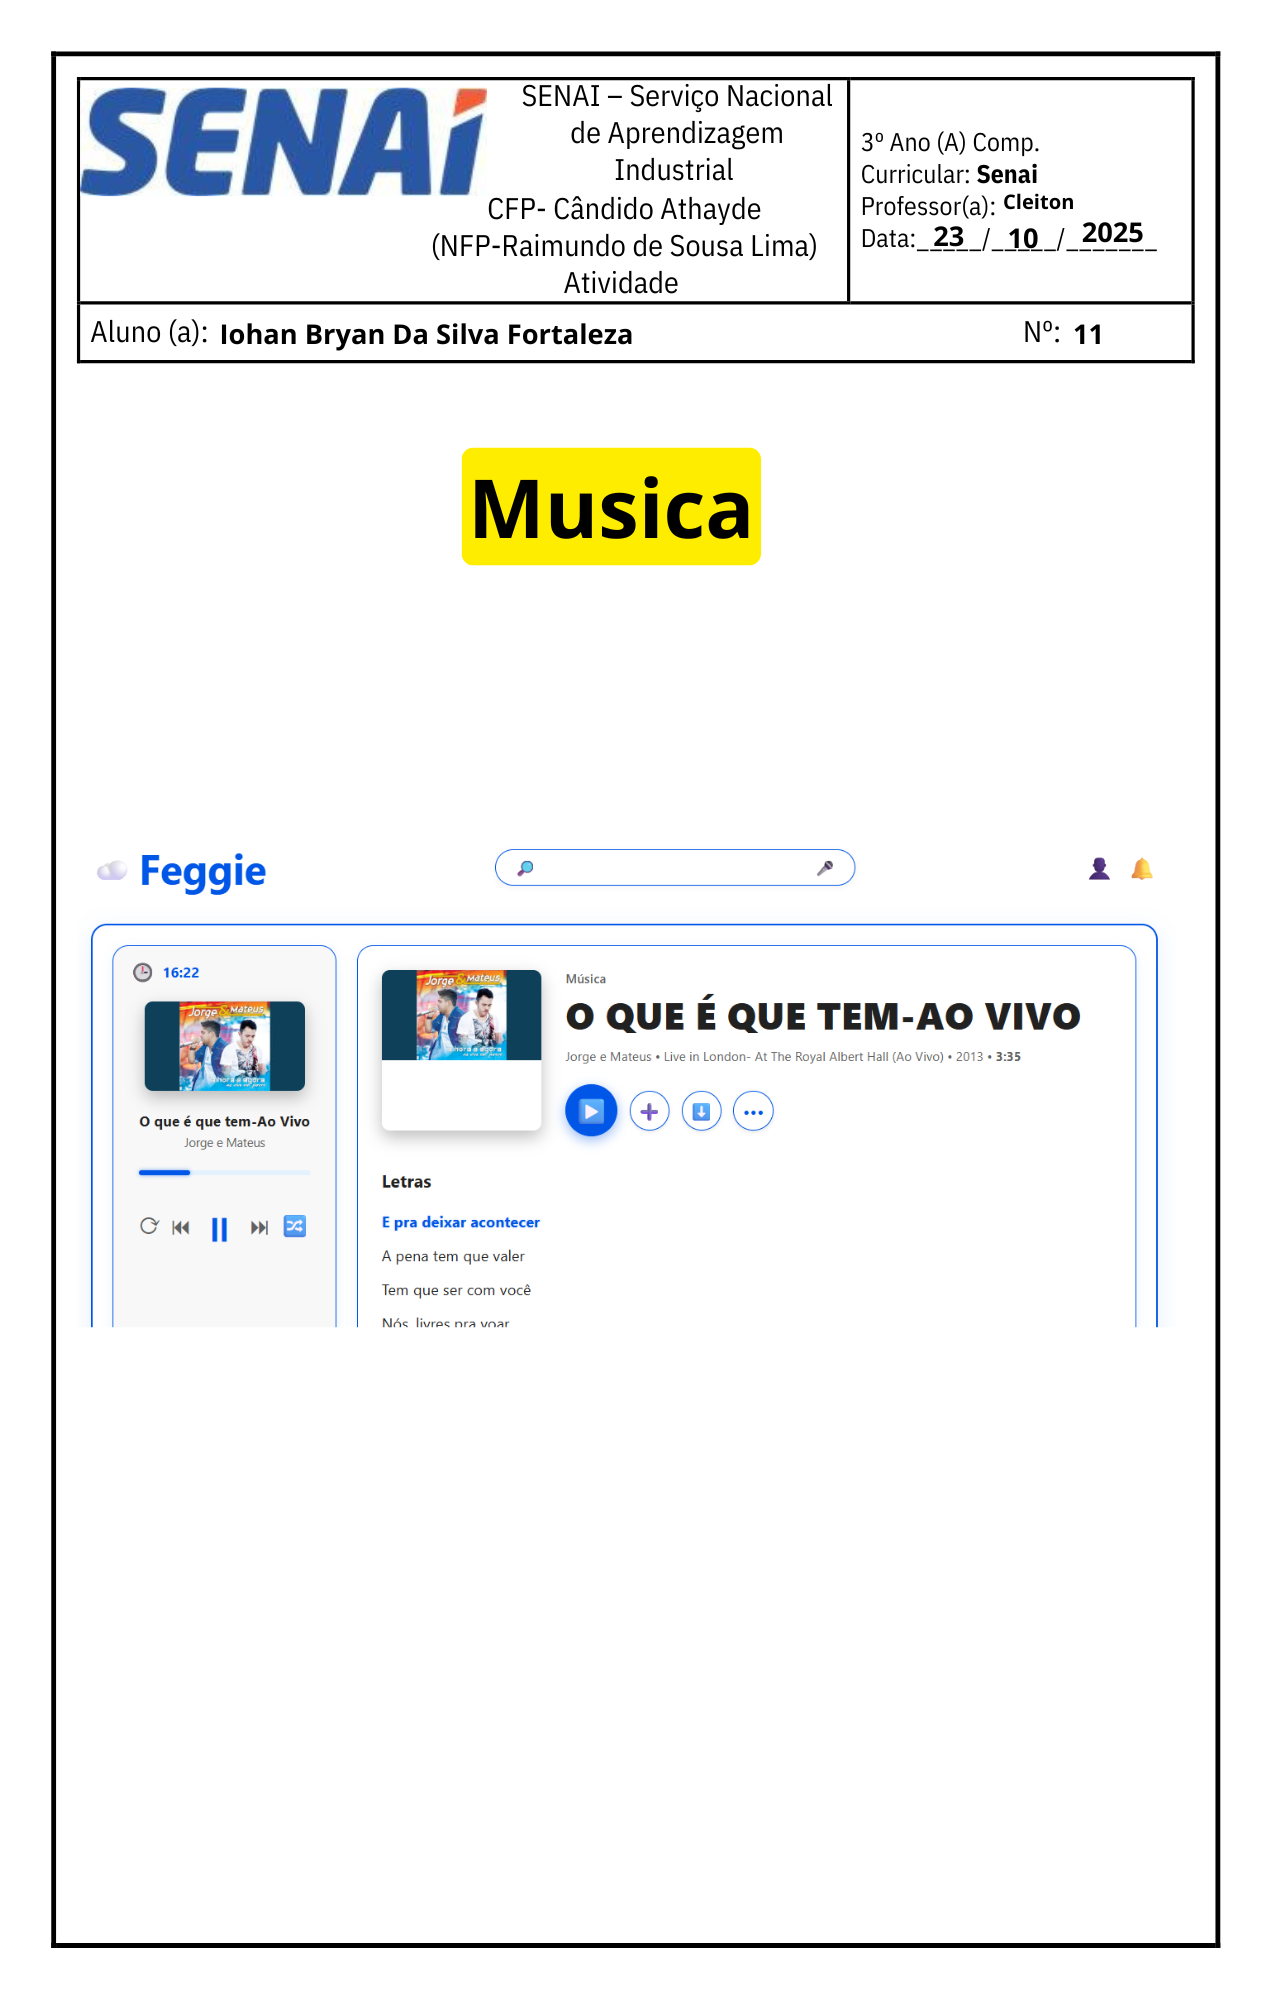 SENAI
SENAI – Serviço Nacional
de Aprendizagem
Industrial
CFP- Cândido Athayde
(NFP-Raimundo de Sousa Lima)
Atividade
3º Ano (A) Comp.
Curricular: Senai
Professor(a): Cleiton
Data:_23_/_10_/_2025_
Aluno (a): Iohan Bryan Da Silva Fortaleza Nº: 11
Musica
Feggie
16:22
Jorge & Mateus
O que é que tem-Ao Vivo
Jorge e Mateus
Jorge & Mateus
Música
O QUE É QUE TEM-AO VIVO
Jorge e Mateus • Live in London- At The Royal Albert Hall (Ao Vivo) • 2013 • 3:35
Letras
E pra deixar acontecer
A pena tem que valer
Tem que ser com você
Nós, livres pra voar